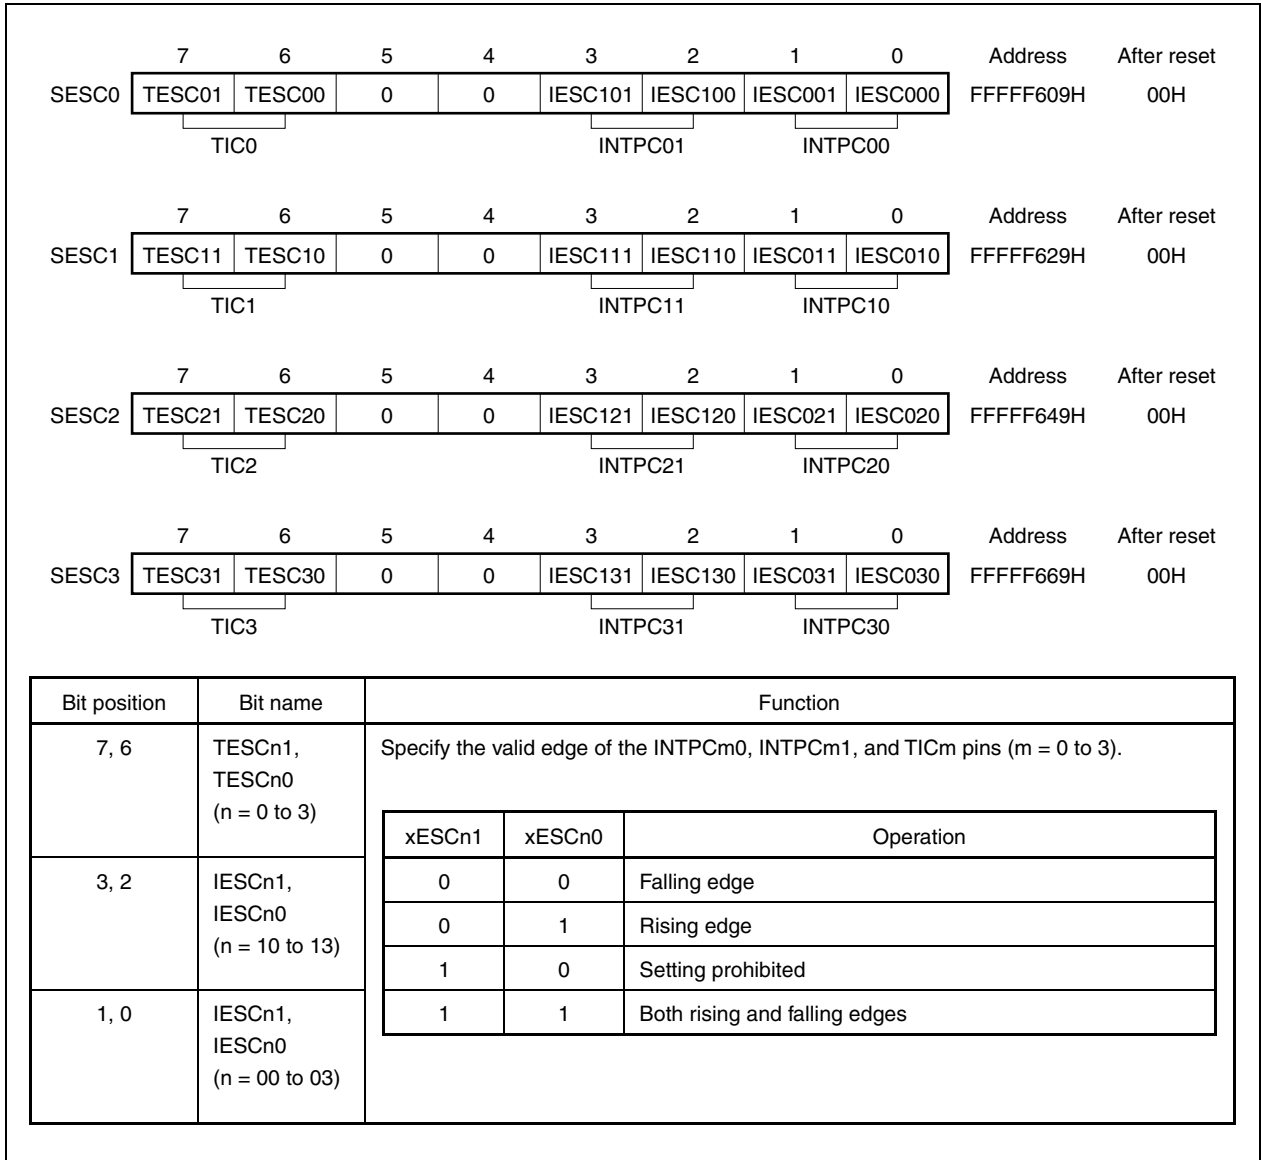 7 6 5 4 3 2 1 0 Address After reset
SESC0 TESC01 TESC00 0 0 IESC101 IESC100 IESC001 IESC000 FFFFF609H 00H
TIC0 INTPC01 INTPC00
7 6 5 4 3 2 1 0 Address After reset
SESC1 TESC11 TESC10 0 0 IESC111 IESC110 IESC011 IESC010 FFFFF629H 00H
TIC1 INTPC11 INTPC10
7 6 5 4 3 2 1 0 Address After reset
SESC2 TESC21 TESC20 0 0 IESC121 IESC120 IESC021 IESC020 FFFFF649H 00H
TIC2 INTPC21 INTPC20
7 6 5 4 3 2 1 0 Address After reset
SESC3 TESC31 TESC30 0 0 IESC131 IESC130 IESC031 IESC030 FFFFF669H 00H
TIC3 INTPC31 INTPC30
Bit position Bit name Function
7, 6 TESCn1,
TESCn0
(n = 0 to 3)
Specify the valid edge of the INTPCm0, INTPCm1, and TICm pins (m = 0 to 3).
xESCn1 xESCn0 Operation
0 0 Falling edge
0 1 Rising edge
1 0 Setting prohibited
1 1 Both rising and falling edges
3, 2 IESCn1,
IESCn0
(n = 10 to 13)
1, 0 IESCn1,
IESCn0
(n = 00 to 03)